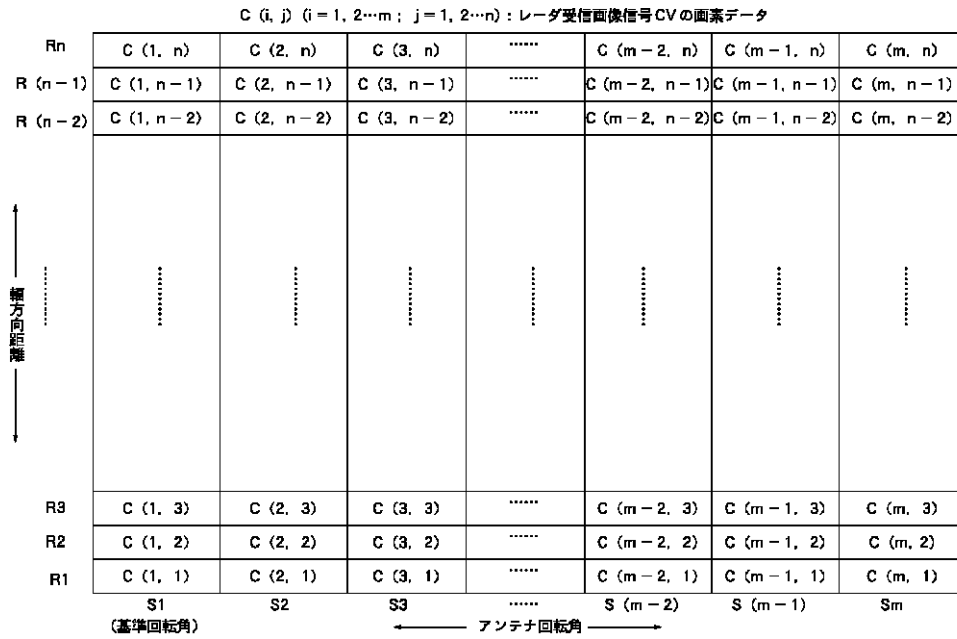 C (i, j) (i = 1, 2…m ; j = 1, 2…n) : レーダ受信画像信号CVの画素データ
Rn C (1, n) C (2, n) C (3, n) …… C (m－2, n) C (m－1, n) C (m, n)
R (n－1) C (1, n－1) C (2, n－1) C (3, n－1) …… C (m－2, n－1) C (m－1, n－1) C (m, n－1)
R (n－2) C (1, n－2) C (2, n－2) C (3, n－2) …… C (m－2, n－2) C (m－1, n－2) C (m, n－2)
幅方向距離
R3 C (1, 3) C (2, 3) C (3, 3) …… C (m－2, 3) C (m－1, 3) C (m, 3)
R2 C (1, 2) C (2, 2) C (3, 2) …… C (m－2, 2) C (m－1, 2) C (m, 2)
R1 C (1, 1) C (2, 1) C (3, 1) …… C (m－2, 1) C (m－1, 1) C (m, 1)
S1 S2 S3 …… S (m－2) S (m－1) Sm
(基準回転角) アンテナ回転角